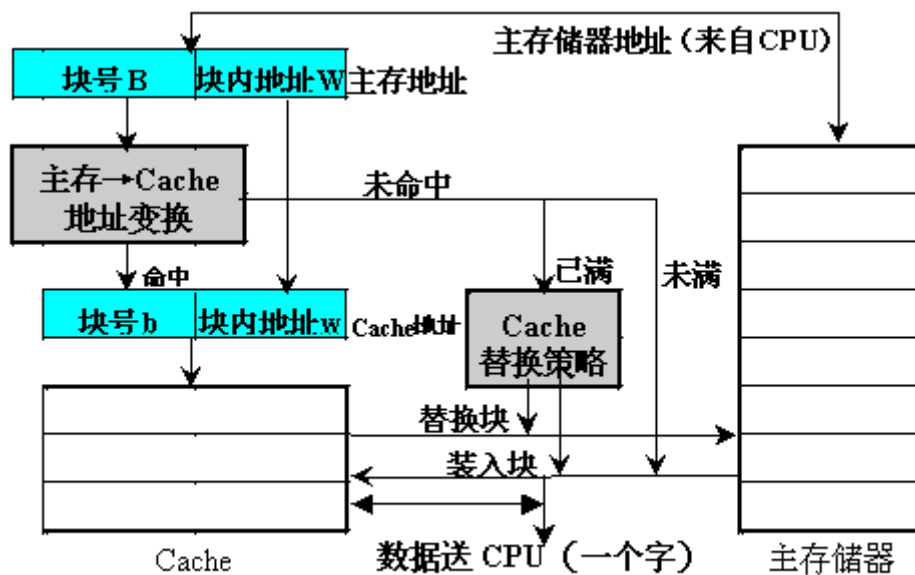 主存储器地址（来自CPU）
块号B 块内地址W 主存地址
主存→Cache
地址变换
未命中
命中
已满
未满
块号b 块内地址w Cache地址
Cache
替换策略
替换块
装入块
Cache
数据送CPU（一个字）
主存储器